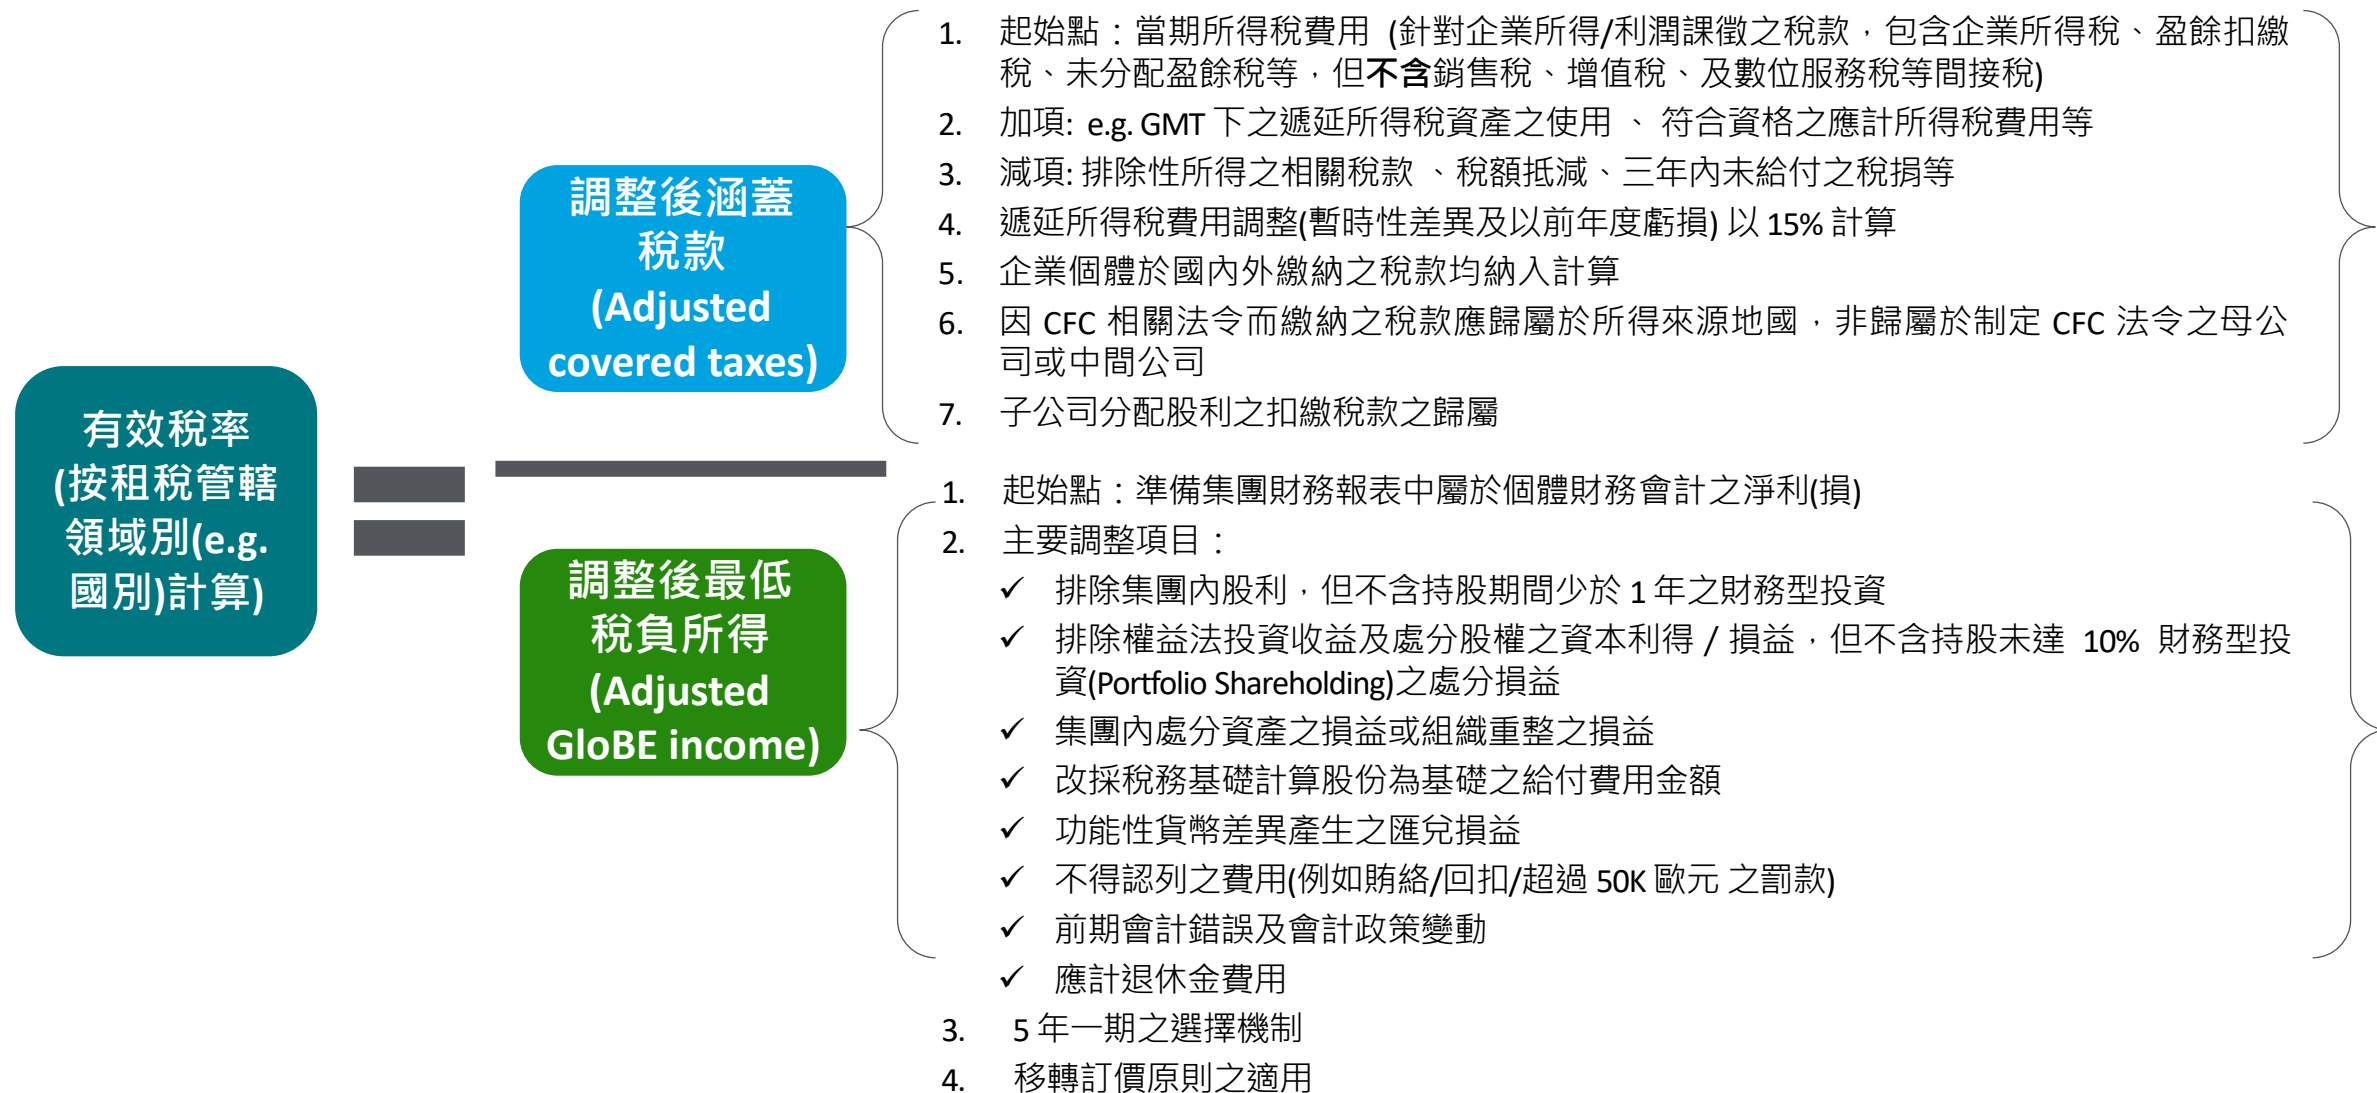 有效稅率
(按租稅管轄
領域別(e.g.
國別)計算)
調整後涵蓋
稅款
(Adjusted
covered taxes)
1. 起始點：當期所得稅費用 (針對企業所得/利潤課徵之稅款，包含企業所得稅、盈餘扣繳
稅、未分配盈餘稅等，但不含銷售稅、增值稅、及數位服務稅等間接稅)
2. 加項: e.g. GMT 下之遞延所得稅資產之使用 、 符合資格之應計所得稅費用等
3. 減項: 排除性所得之相關稅款 、稅額抵減、三年內未給付之稅捐等
4. 遞延所得稅費用調整(暫時性差異及以前年度虧損) 以 15% 計算
5. 企業個體於國內外繳納之稅款均納入計算
6. 因 CFC 相關法令而繳納之稅款應歸屬於所得來源地國，非歸屬於制定 CFC 法令之母公
司或中間公司
7. 子公司分配股利之扣繳稅款之歸屬
調整後最低
稅負所得
(Adjusted
GloBE income)
1. 起始點：準備集團財務報表中屬於個體財務會計之淨利(損)
2. 主要調整項目：
✓ 排除集團內股利，但不含持股期間少於 1 年之財務型投資
✓ 排除權益法投資收益及處分股權之資本利得 / 損益，但不含持股未達 10% 財務型投
資(Portfolio Shareholding)之處分損益
✓ 集團內處分資產之損益或組織重整之損益
✓ 改採稅務基礎計算股份為基礎之給付費用金額
✓ 功能性貨幣差異產生之匯兌損益
✓ 不得認列之費用(例如賄絡/回扣/超過 50K 歐元 之罰款)
✓ 前期會計錯誤及會計政策變動
✓ 應計退休金費用
3. 5 年一期之選擇機制
4. 移轉訂價原則之適用